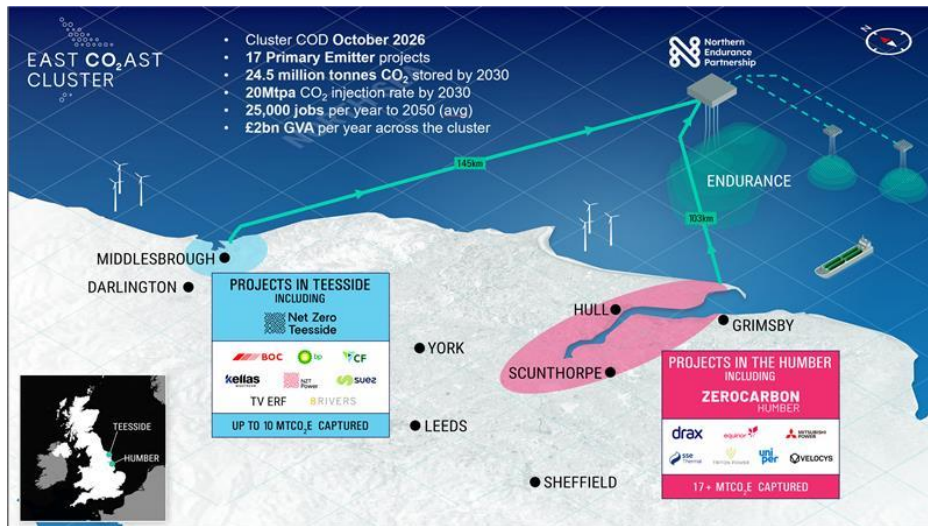 EAST CO₂AST
CLUSTER
• Cluster COD October 2026
• 17 Primary Emitter projects
• 24.5 million tonnes CO₂ stored by 2030
• 20Mtpa CO₂ injection rate by 2030
• 25,000 jobs per year to 2050 (avg)
• £2bn GVA per year across the cluster
Northern
Endurance
Partnership
N
145km
ENDURANCE
103km
MIDDLESBROUGH
DARLINGTON
PROJECTS IN TEESSIDE
INCLUDING
Net Zero
Teesside
BOC
bp
CF
kellas
NZT
Power
suez
TV ERF
8RIVERS
UP TO 10 MTCO₂E CAPTURED
YORK
LEEDS
SHEFFIELD
HULL
SCUNTHORPE
GRIMSBY
PROJECTS IN THE HUMBER
INCLUDING
ZEROCARBON
HUMBER
drax
equinor
MITSUBISHI
POWER
sse
Thermal
TRITON POWER
uni
per
VELOCYS
17+ MTCO₂E CAPTURED
TEESSIDE
HUMBER